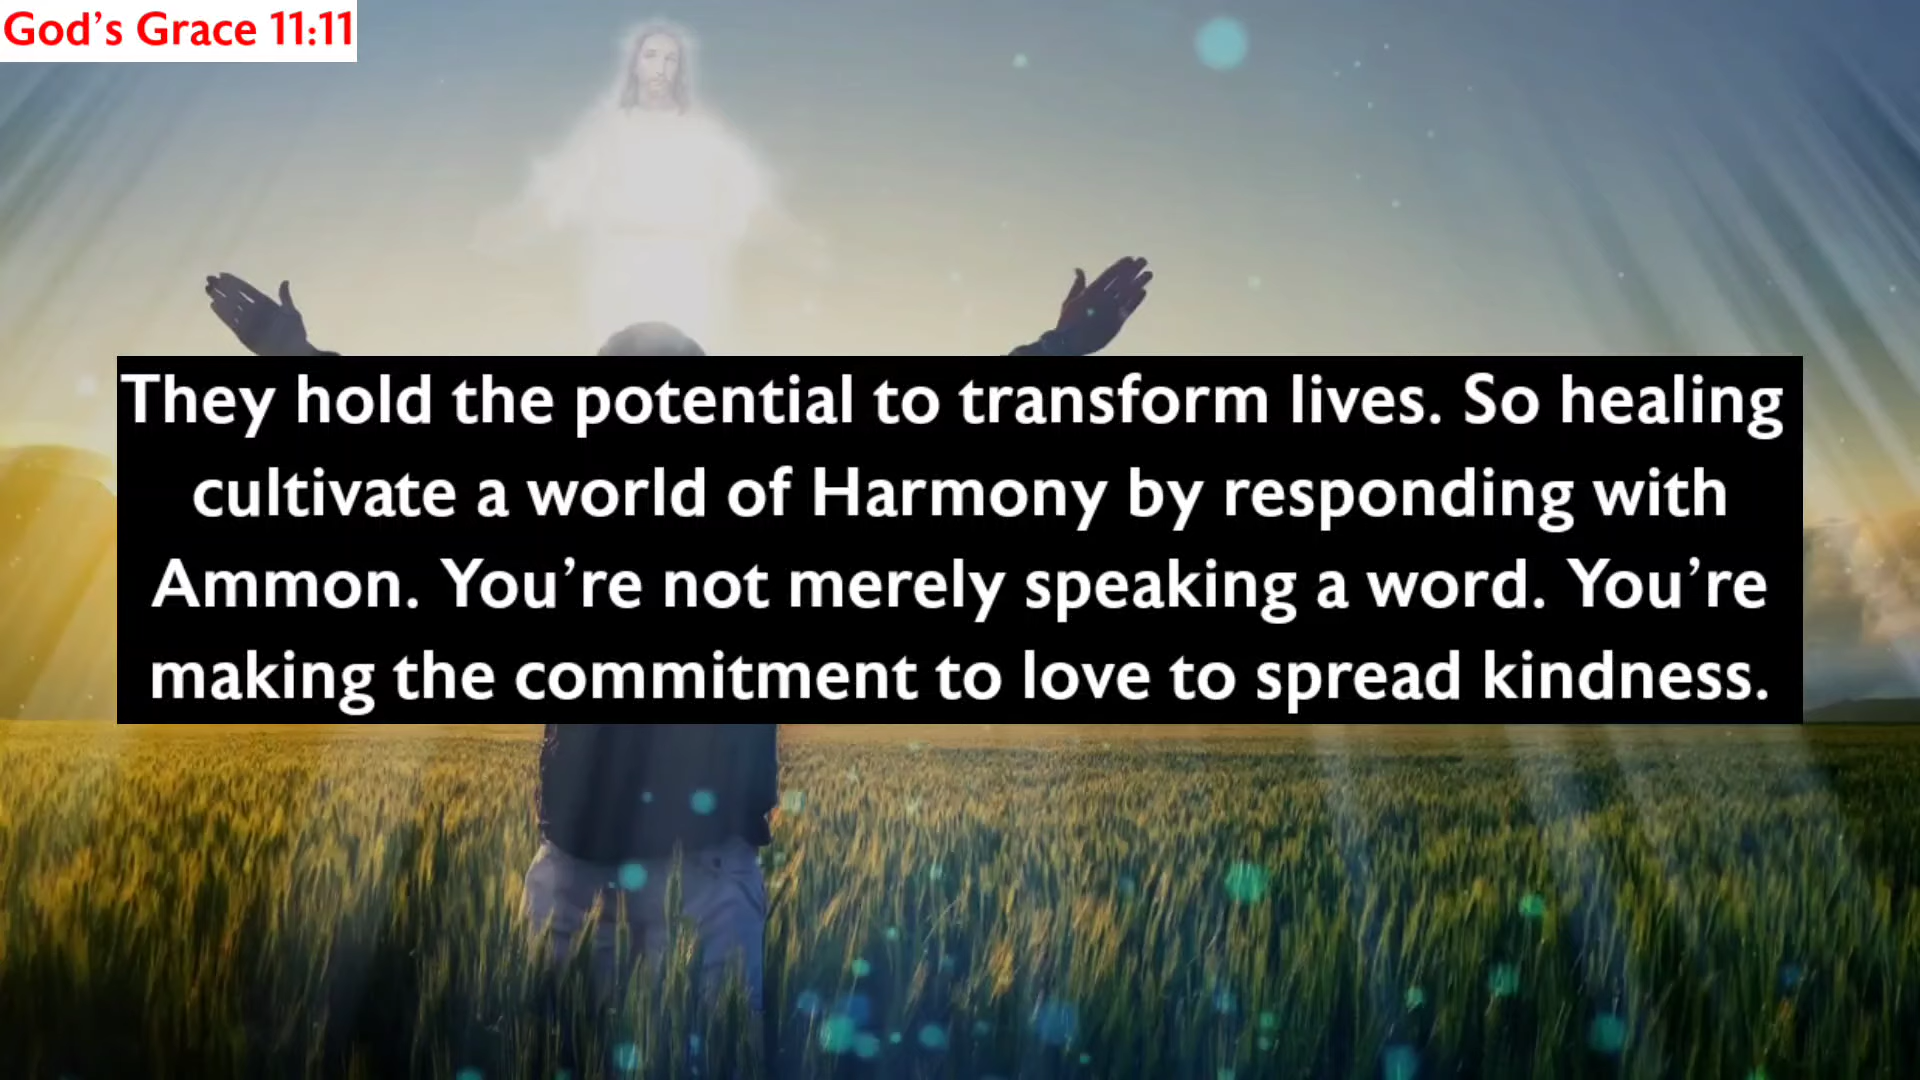 God's Grace 11:11
They hold the potential to transform lives. So healing
cultivate a world of Harmony by responding with
Ammon. You're not merely speaking a word. You're
making the commitment to love to spread kindness.